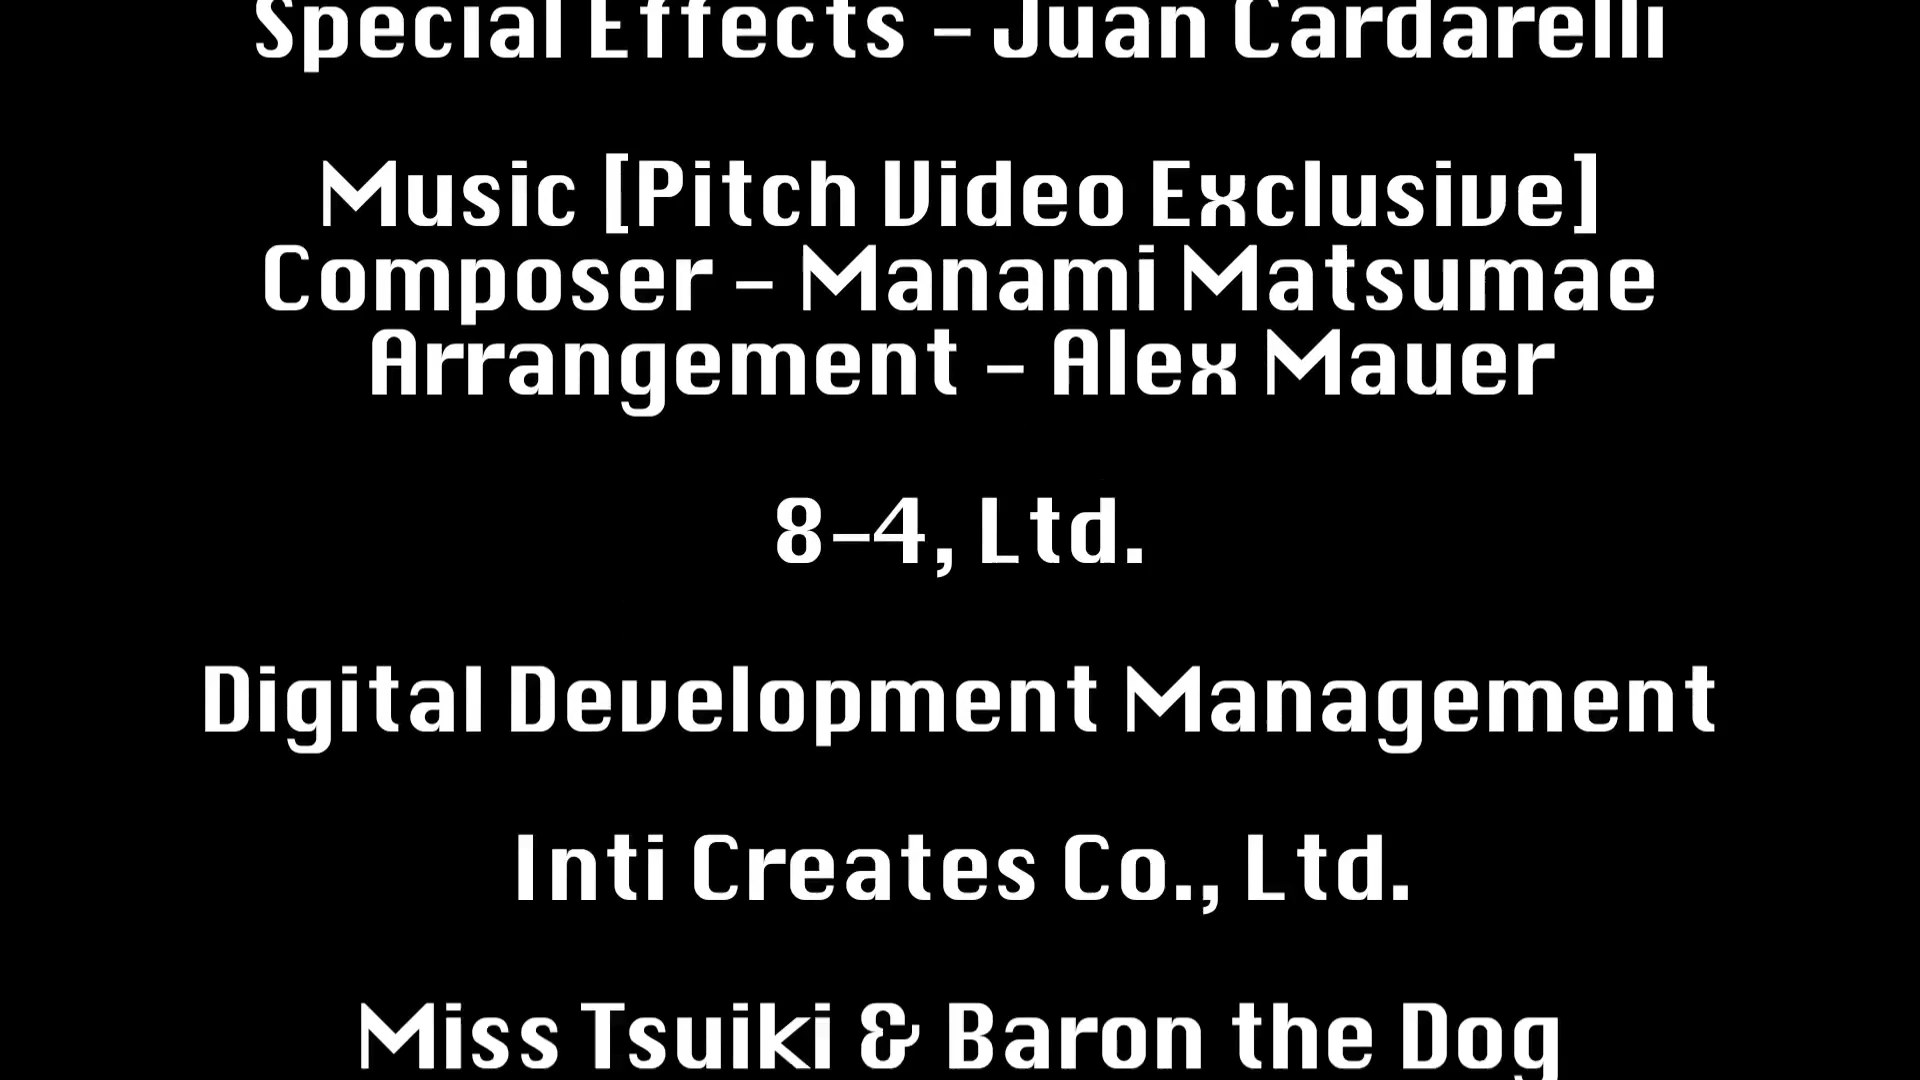 Special Effects - Juan Cardarelli
Music [Pitch Video Exclusive]
Composer - Manami Matsumae
Arrangement - Alex Mauer
8-4, Ltd.
Digital Development Management
Inti Creates Co., Ltd.
Miss Tsuiki & Baron the Dog